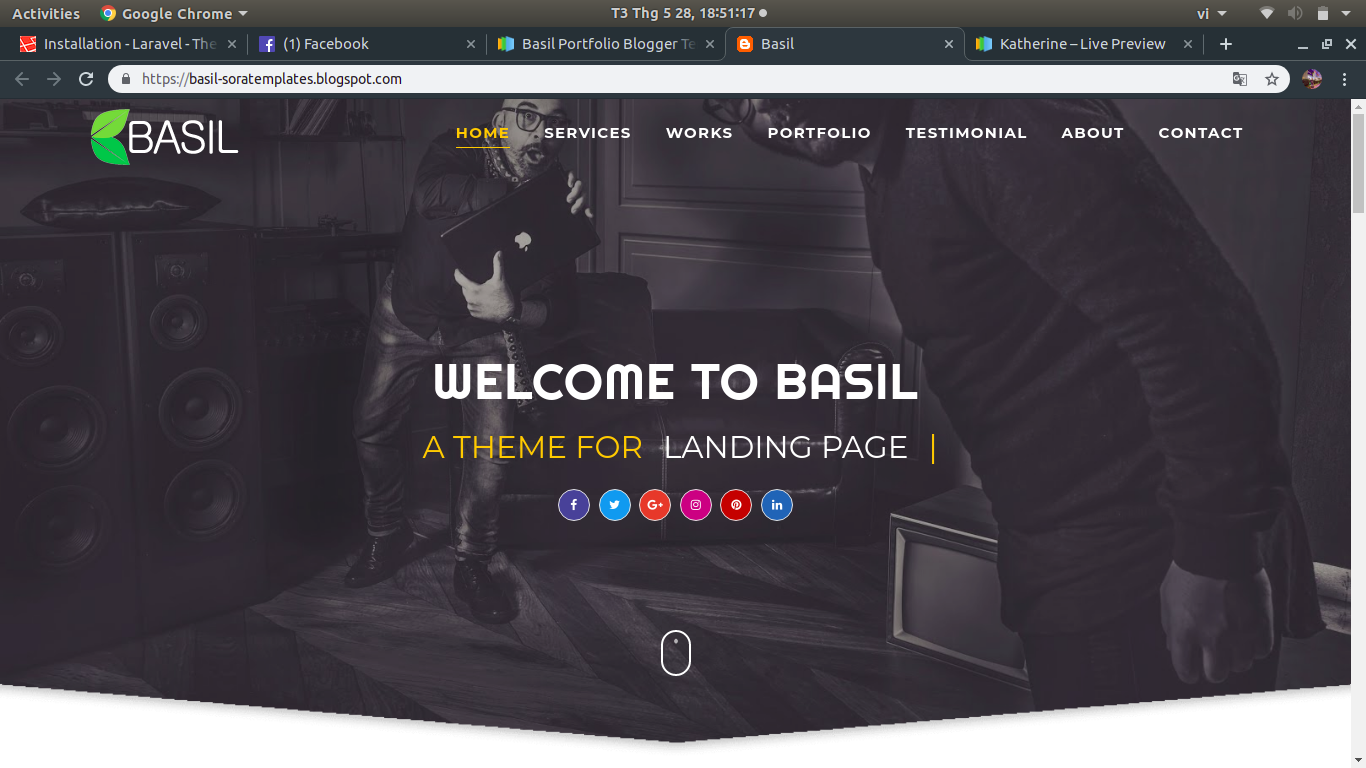 Activities Google Chrome T3 Thg 5 28, 18:51:17 vi
Installation - Laravel - The (1) Facebook Basil Portfolio Blogger Te Basil Katherine – Live Preview
https://basil-soratemplates.blogspot.com
BASIL
HOME SERVICES WORKS PORTFOLIO TESTIMONIAL ABOUT CONTACT
WELCOME TO BASIL
A THEME FOR LANDING PAGE |